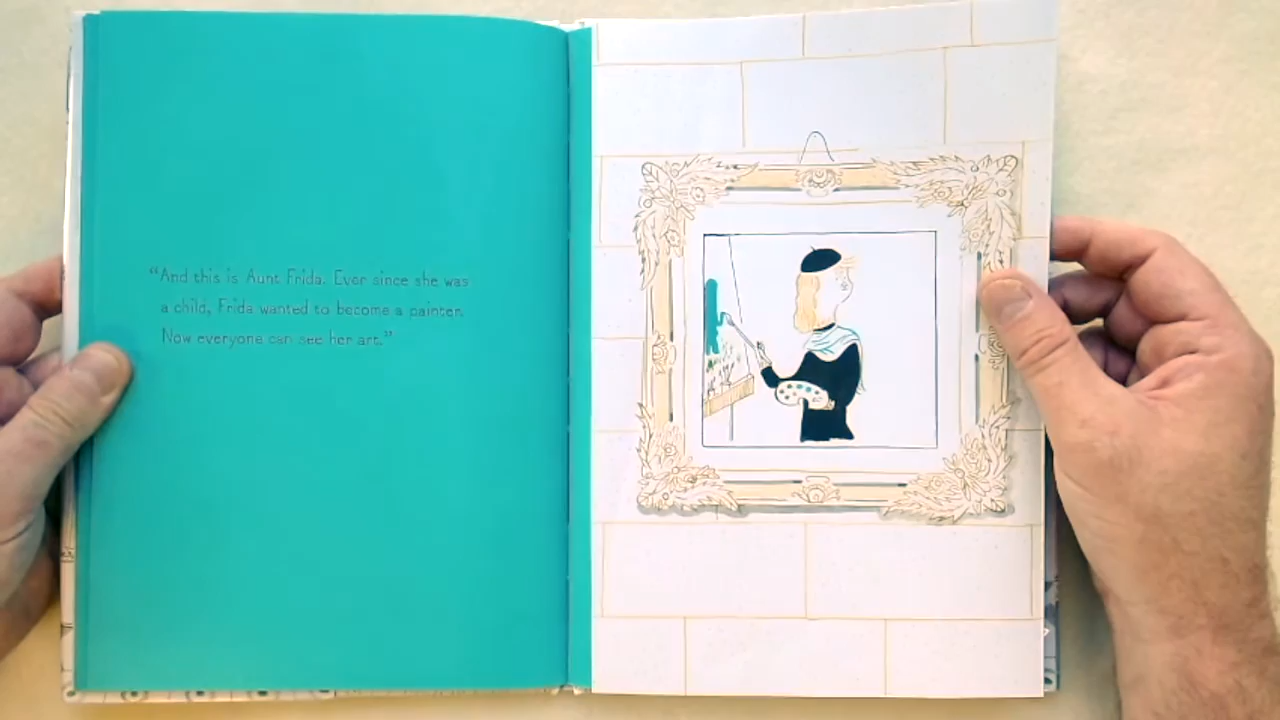 “And this is Aunt Frida. Ever since she was
a child, Frida wanted to become a painter.
Now everyone can see her art.”